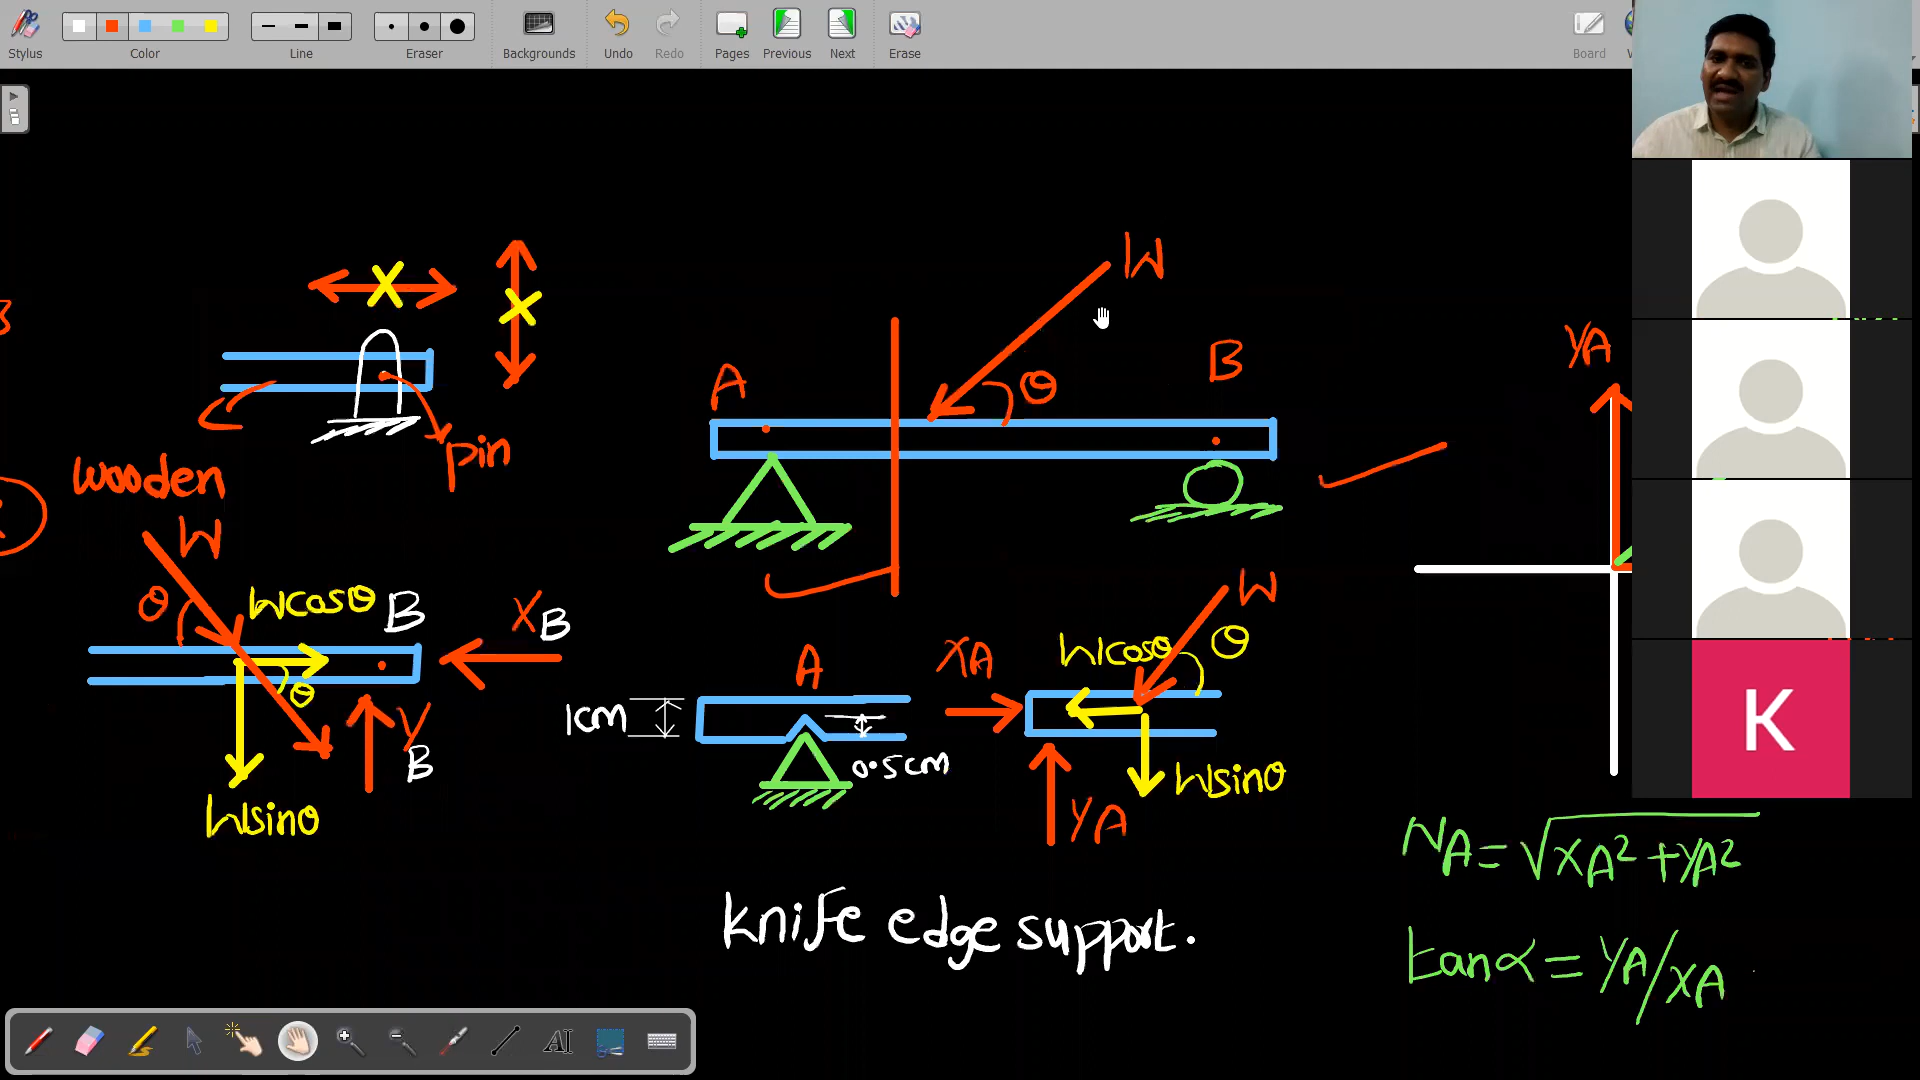 Stylus
Color
Line
Eraser
Backgrounds
Undo
Redo
Pages
Previous
Next
Erase
Board
W
A
θ
B
pin
wooden
W
θ
Wcosθ
B
XB
θ
YB
Wsinθ
A
1cm
0.5cm
XA
W
Wcosθ
θ
YA
Wsinθ
knife edge support.
YA
NA = √XA² + YA²
tanα = YA/XA
K